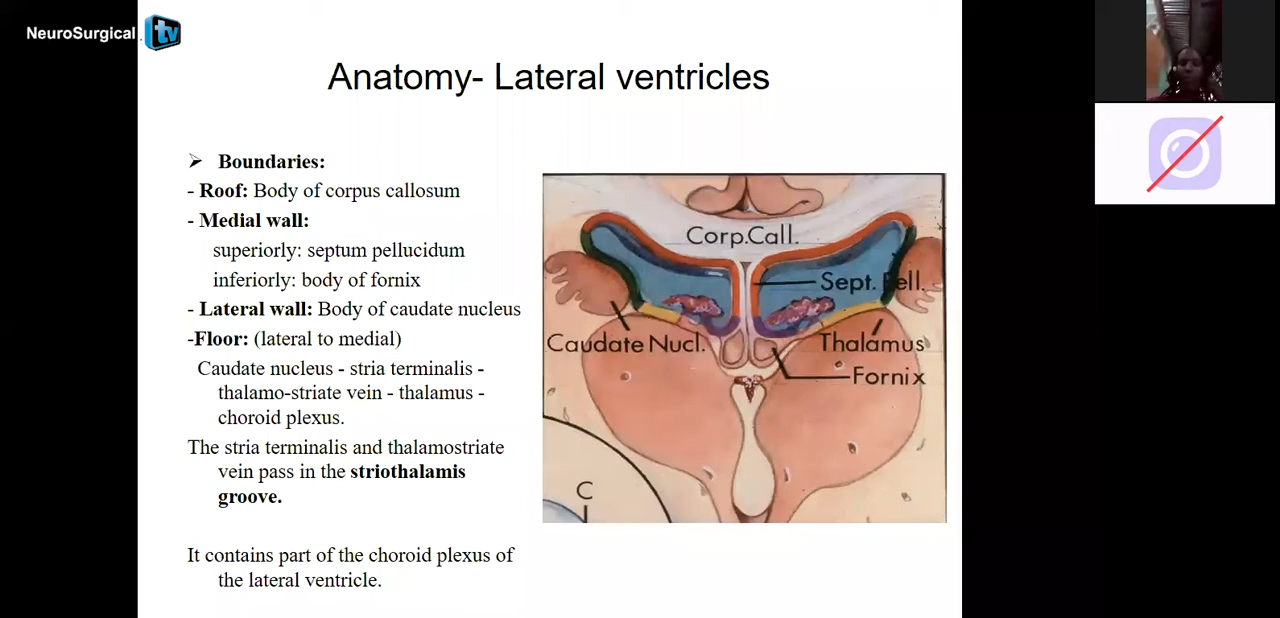 NeuroSurgical tv
Anatomy- Lateral ventricles
➢ Boundaries:
- Roof: Body of corpus callosum
- Medial wall:
superiorly: septum pellucidum
inferiorly: body of fornix
- Lateral wall: Body of caudate nucleus
-Floor: (lateral to medial)
Caudate nucleus - stria terminalis -
thalamo-striate vein - thalamus -
choroid plexus.
The stria terminalis and thalamostriate
vein pass in the striothalamis
groove.
It contains part of the choroid plexus of
the lateral ventricle.
Corp.Call.
Sept. Pell.
Caudate Nucl.
Thalamus
Fornix
C